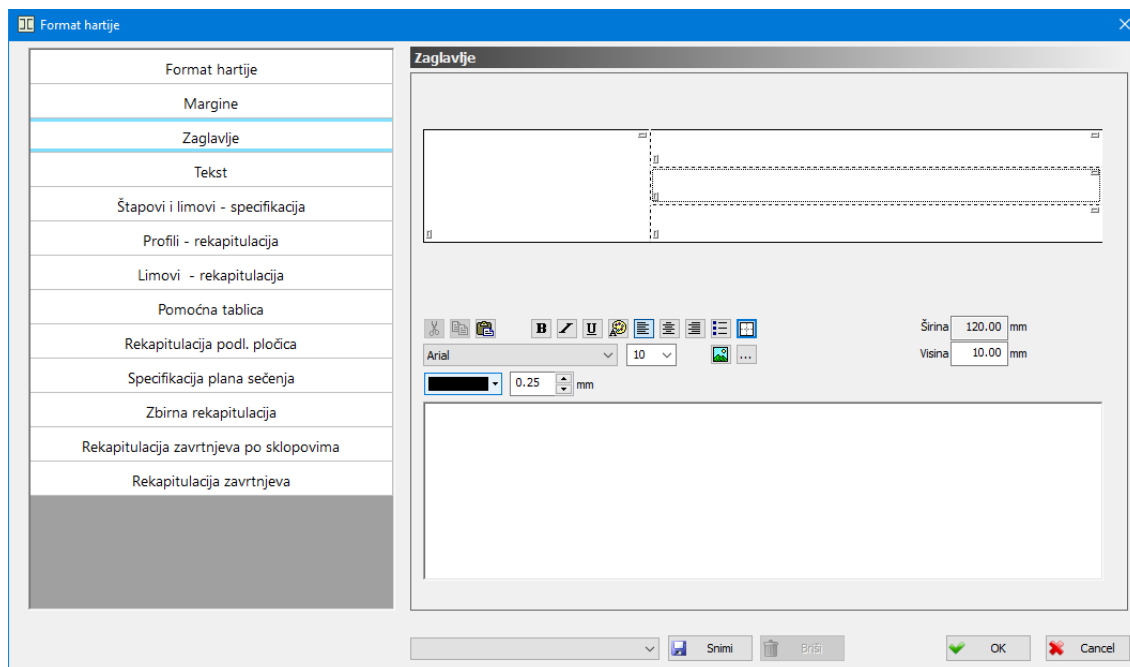 Format hartije
Format hartije
Margine
Zaglavlje
Tekst
Štapovi i limovi - specifikacija
Profili - rekapitulacija
Limovi  - rekapitulacija
Pomoćna tablica
Rekapitulacija podl. pločica
Specifikacija plana sečenja
Zbirna rekapitulacija
Rekapitulacija zavrtnjeva po sklopovima
Rekapitulacija zavrtnjeva
Zaglavlje
B I U
Širina 120.00 mm
Arial 10 ...
Visina 10.00 mm
0.25 mm
Snimi Briši OK Cancel